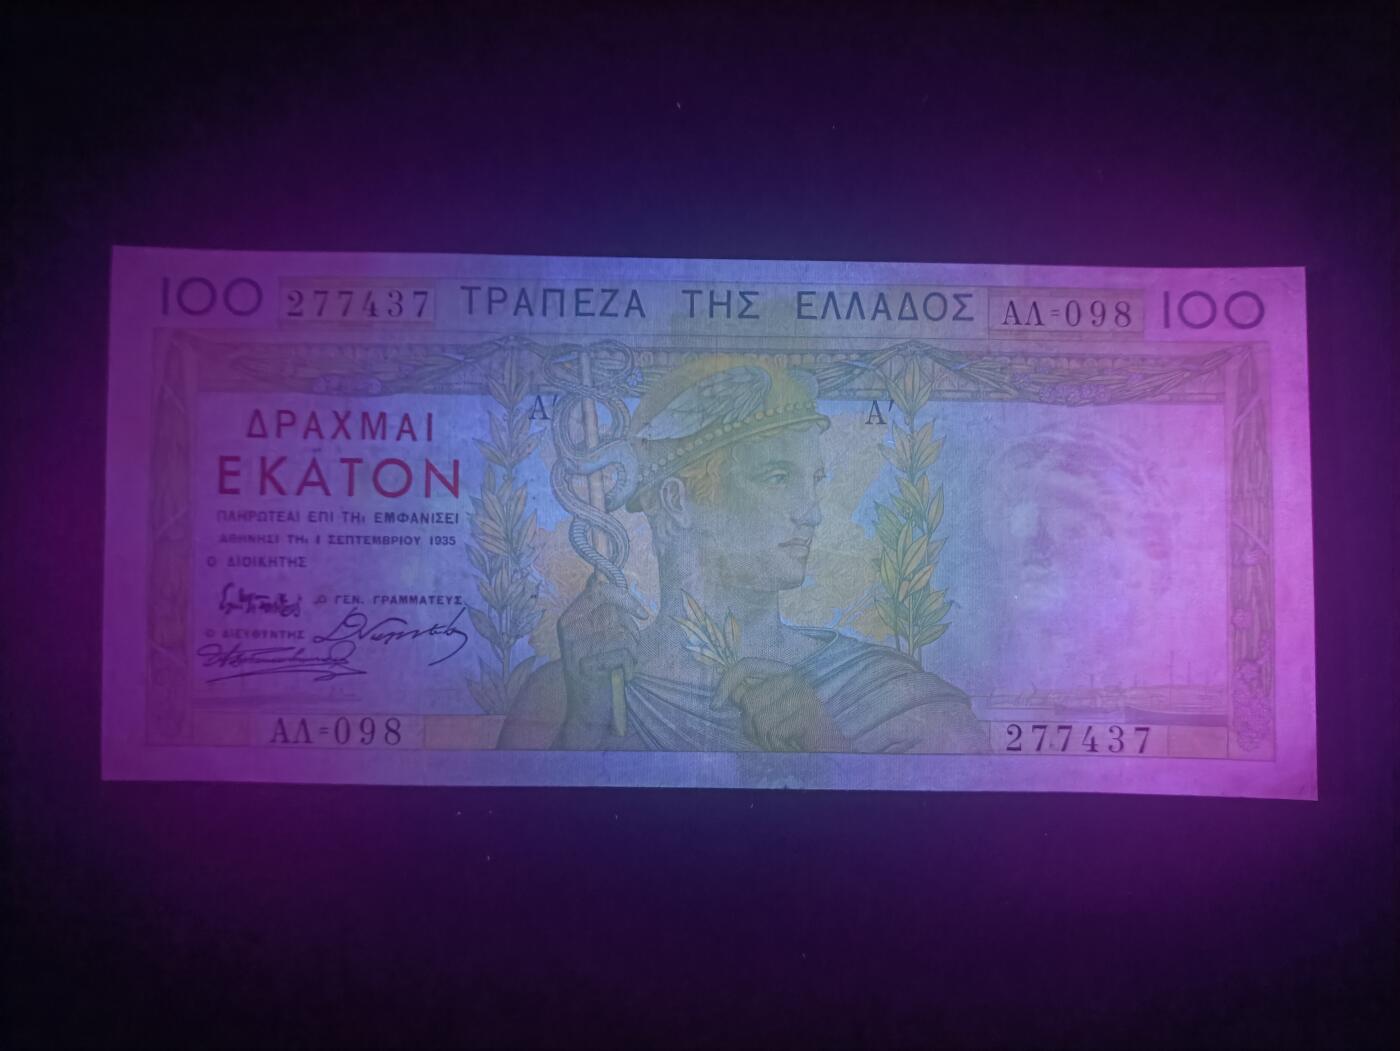 100 277437 ΤΡΑΠΕΖΑ ΤΗΣ ΕΛΛΑΔΟΣ ΑΛ=098 100
Α′ Α′
ΔΡΑΧΜΑΙ
ΕΚΑΤΟΝ
ΠΛΗΡΩΤΕΑΙ ΕΠΙ ΤΗι ΕΜΦΑΝΙΣΕΙ
ΑΘΗΝΗΣΙ ΤΗι 1 ΣΕΠΤΕΜΒΡΙΟΥ 1935
Ο ΔΙΟΙΚΗΤΗΣ
Ο ΓΕΝ. ΓΡΑΜΜΑΤΕΥΣ
Ο ΔΙΕΥΘΥΝΤΗΣ
ΑΛ=098 277437